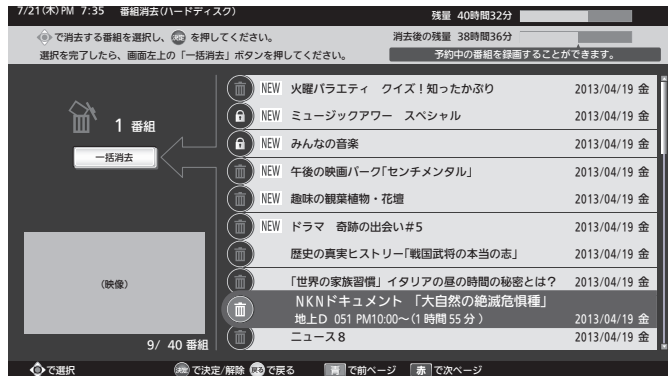 7/21(木)PM 7:35 番組消去(ハードディスク)
残量 40時間32分
で消去する番組を選択し、決定を押してください。
消去後の残量 38時間36分
選択を完了したら、画面左上の「一括消去」ボタンを押してください。
予約中の番組を録画することができます。
1 番組
一括消去
NEW 火曜バラエティ クイズ！知ったかぶり 2013/04/19 金
NEW ミュージックアワー スペシャル 2013/04/19 金
NEW みんなの音楽 2013/04/19 金
NEW 午後の映画パーク「センチメンタル」 2013/04/19 金
NEW 趣味の観葉植物・花壇 2013/04/19 金
NEW ドラマ 奇跡の出会い#5 2013/04/19 金
歴史の真実ヒストリー「戦国武将の本当の志」 2013/04/19 金
「世界の家族習慣」イタリアの昼の時間の秘密とは？ 2013/04/19 金
NKNドキュメント 「大自然の絶滅危惧種」
地上D 051 PM10:00～(1時間55分) 2013/04/19 金
ニュース8 2013/04/19 金
(映像)
9/ 40番組
で選択 決定で決定/解除 戻るで戻る 青で前ページ 赤で次ページ